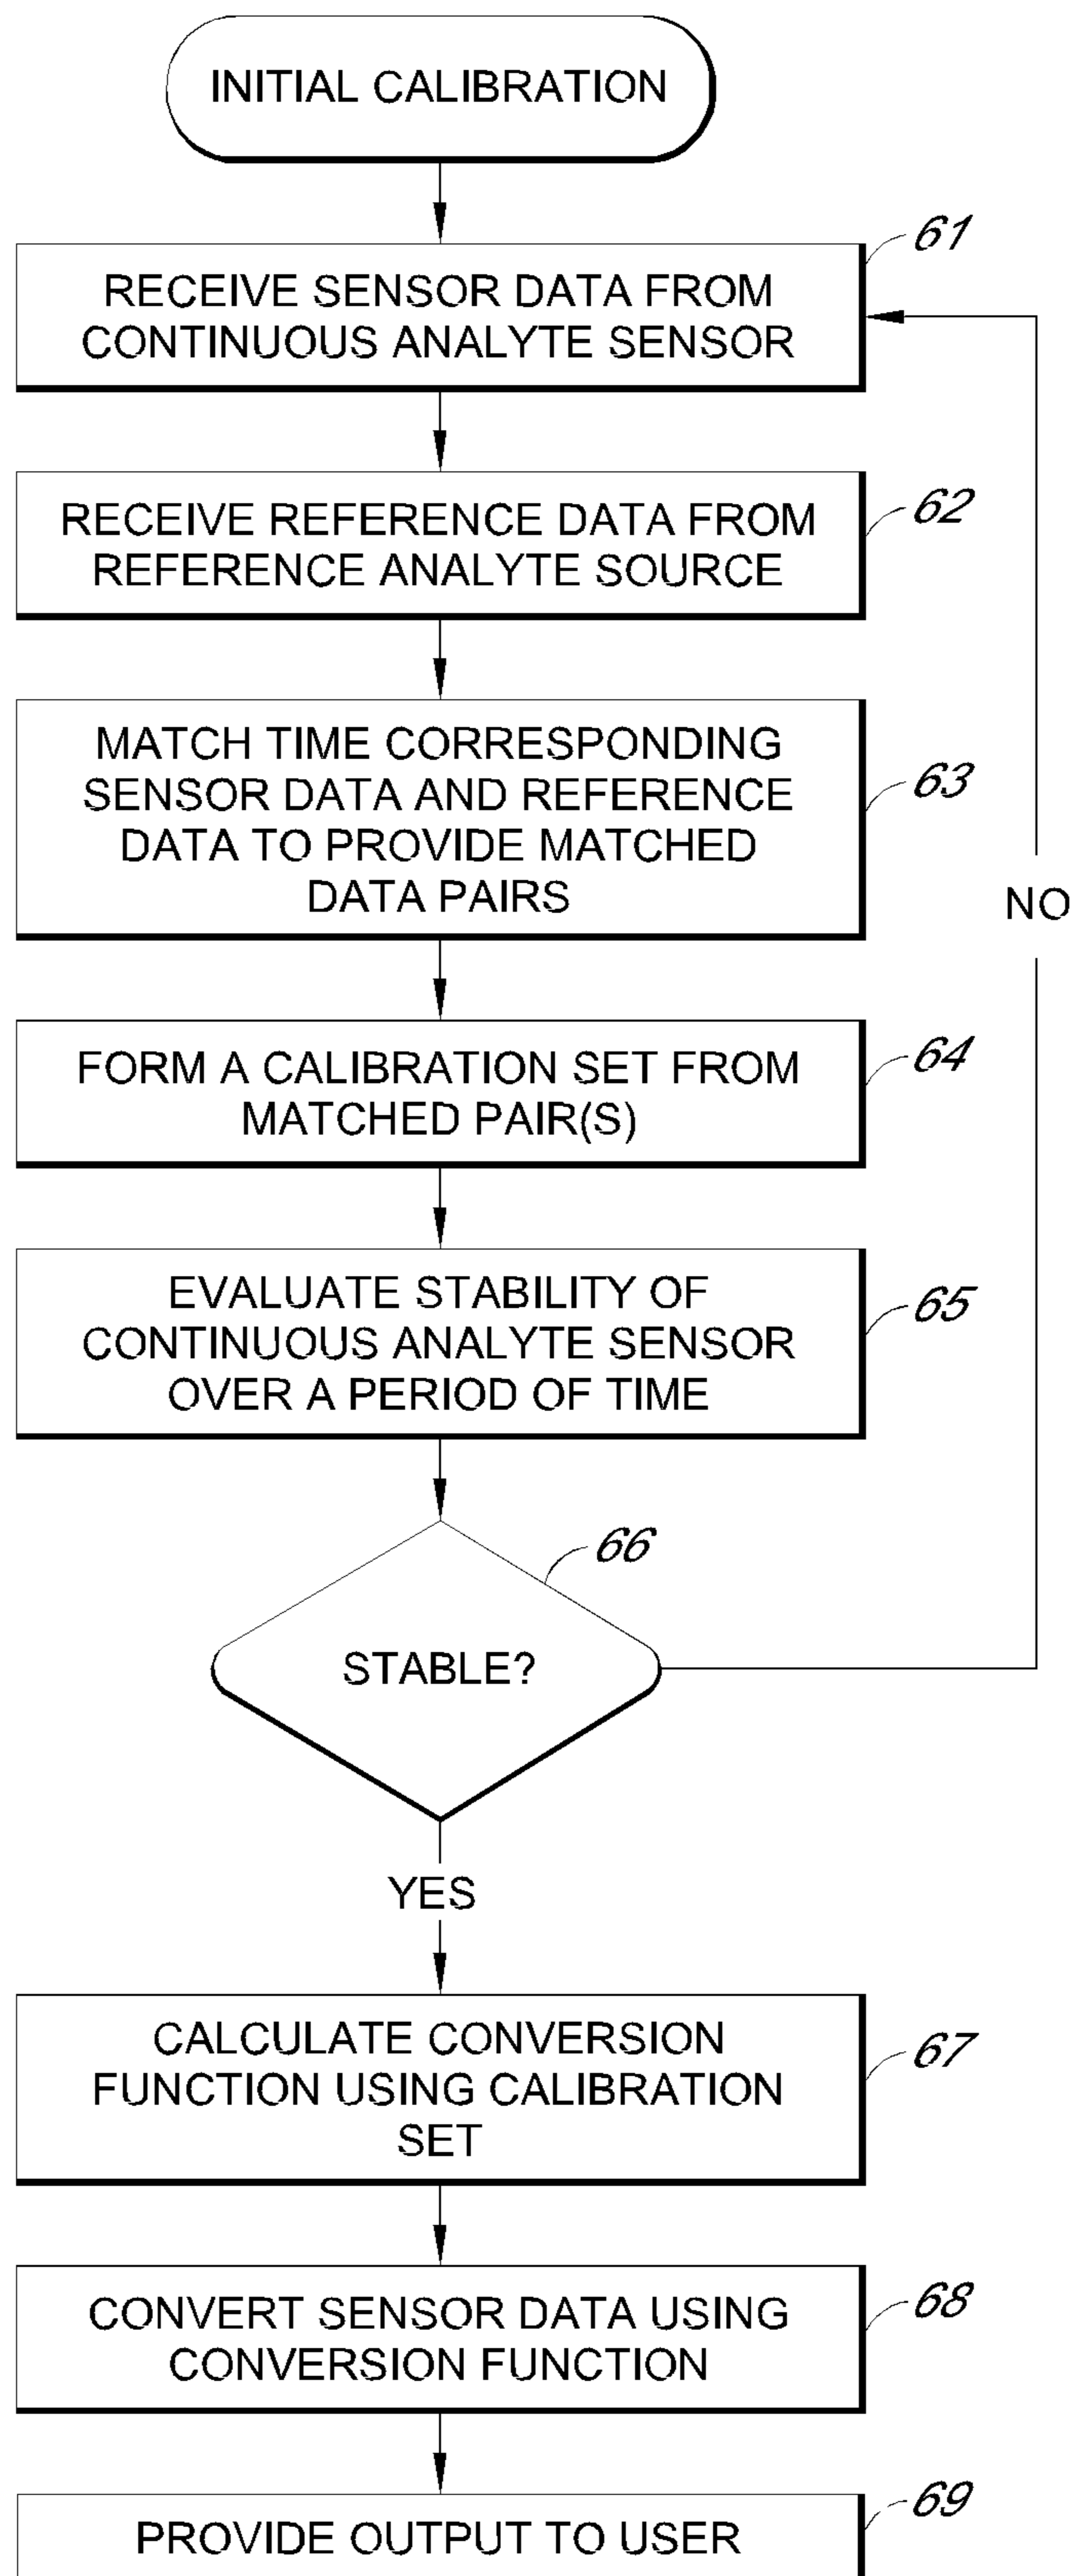 INITIAL CALIBRATION
61
RECEIVE SENSOR DATA FROM
CONTINUOUS ANALYTE SENSOR
62
RECEIVE REFERENCE DATA FROM
REFERENCE ANALYTE SOURCE
63
MATCH TIME CORRESPONDING
SENSOR DATA AND REFERENCE
DATA TO PROVIDE MATCHED
DATA PAIRS
NO
64
FORM A CALIBRATION SET FROM
MATCHED PAIR(S)
65
EVALUATE STABILITY OF
CONTINUOUS ANALYTE SENSOR
OVER A PERIOD OF TIME
66
STABLE?
YES
67
CALCULATE CONVERSION
FUNCTION USING CALIBRATION
SET
68
CONVERT SENSOR DATA USING
CONVERSION FUNCTION
69
PROVIDE OUTPUT TO USER